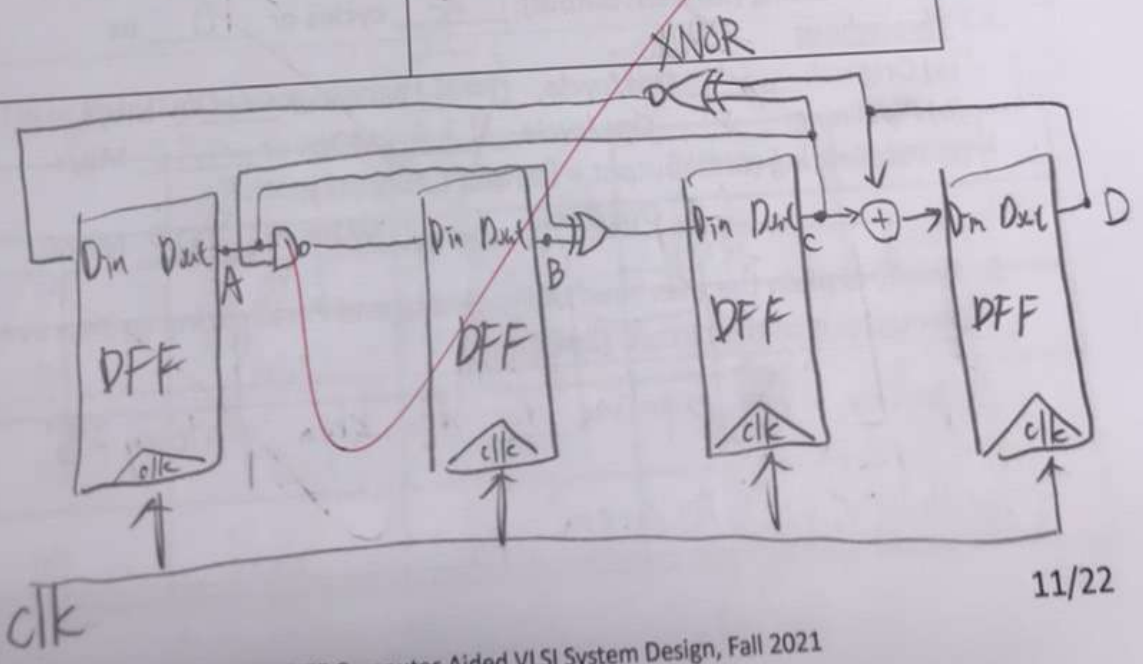 XNOR
Din Dout
A
DFF
clk
Din Dout
B
DFF
clk
Din Dout
C
DFF
clk
+
Din Dout
D
DFF
clk
clk
11/22
Aided VLSI System Design, Fall 2021